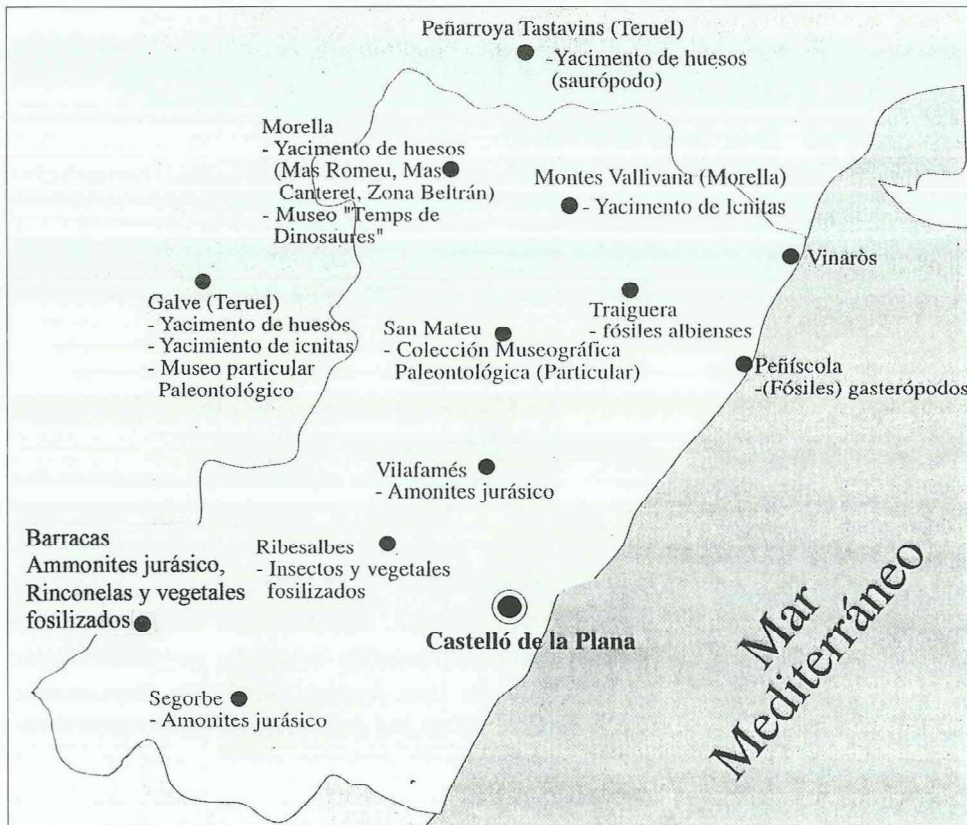 Peñarroya Tastavins (Teruel)
- Yacimento de huesos
(saurópodo)
Morella
- Yacimento de huesos
(Mas Romeu, Mas
Canteret, Zona Beltrán)
- Museo "Temps de
Dinosaures"
Montes Vallivana (Morella)
- Yacimento de Icnitas
Vinaròs
Galve (Teruel)
- Yacimento de huesos
- Yacimiento de icnitas
- Museo particular
Paleontológico
Traiguera
- fósiles albienses
San Mateu
- Colección Museográfica
Paleontológica (Particular)
Peñíscola
-(Fósiles) gasterópodos
Vilafamés
- Amonites jurásico
Barracas
Ammonites jurásico,
Rinconelas y vegetales
fosilizados
Ribesalbes
- Insectos y vegetales
fosilizados
Castelló de la Plana
Mar
Mediterráneo
Segorbe
- Amonites jurásico